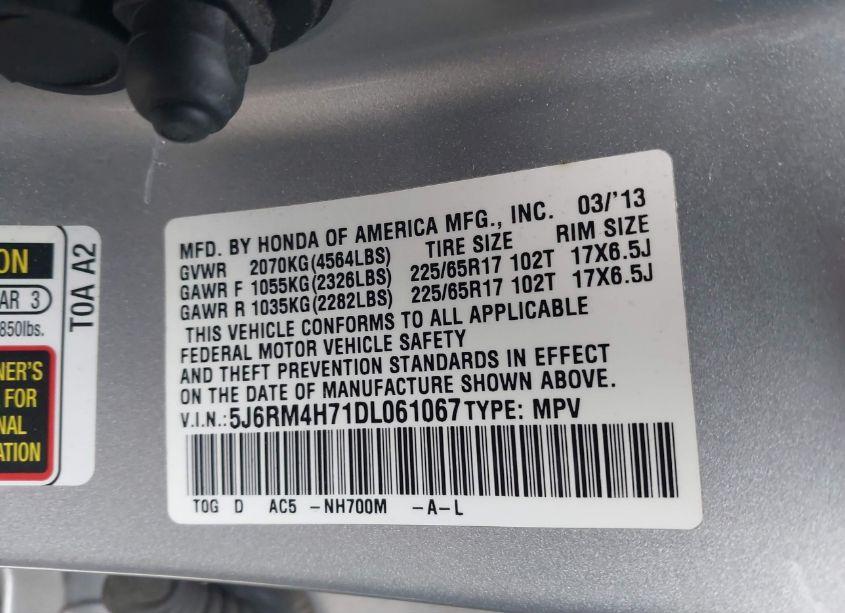 ON
AR 3
850lbs.
NER'S
FOR
NAL
ATION
TOA A2
MFD. BY HONDA OF AMERICA MFG., INC. 03/'13
GVWR 2070KG(4564LBS) TIRE SIZE RIM SIZE
GAWR F 1055KG(2326LBS) 225/65R17 102T 17X6.5J
GAWR R 1035KG(2282LBS) 225/65R17 102T 17X6.5J
THIS VEHICLE CONFORMS TO ALL APPLICABLE
FEDERAL MOTOR VEHICLE SAFETY
AND THEFT PREVENTION STANDARDS IN EFFECT
ON THE DATE OF MANUFACTURE SHOWN ABOVE.
V.I.N.: 5J6RM4H71DL061067 TYPE: MPV
TOG D AC5 -NH700M -A-L